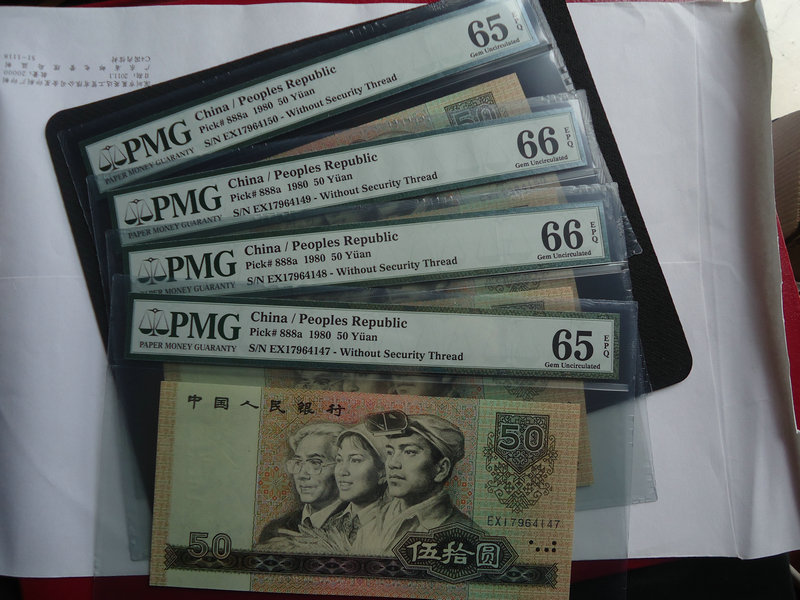 PMG
PAPER MONEY GUARANTY
China / Peoples Republic
Pick# 888a 1980 50 Yüan
S/N EX17964150 - Without Security Thread
65
EPQ
Gem Uncirculated
50
PMG
PAPER MONEY GUARANTY
China / Peoples Republic
Pick# 888a 1980 50 Yüan
S/N EX17964149 - Without Security Thread
66
EPQ
Gem Uncirculated
PMG
PAPER MONEY GUARANTY
China / Peoples Republic
Pick# 888a 1980 50 Yüan
S/N EX17964148 - Without Security Thread
66
EPQ
Gem Uncirculated
PMG
PAPER MONEY GUARANTY
China / Peoples Republic
Pick# 888a 1980 50 Yüan
S/N EX17964147 - Without Security Thread
65
EPQ
Gem Uncirculated
中国人民银行
50
EX17964147
50
伍拾圆